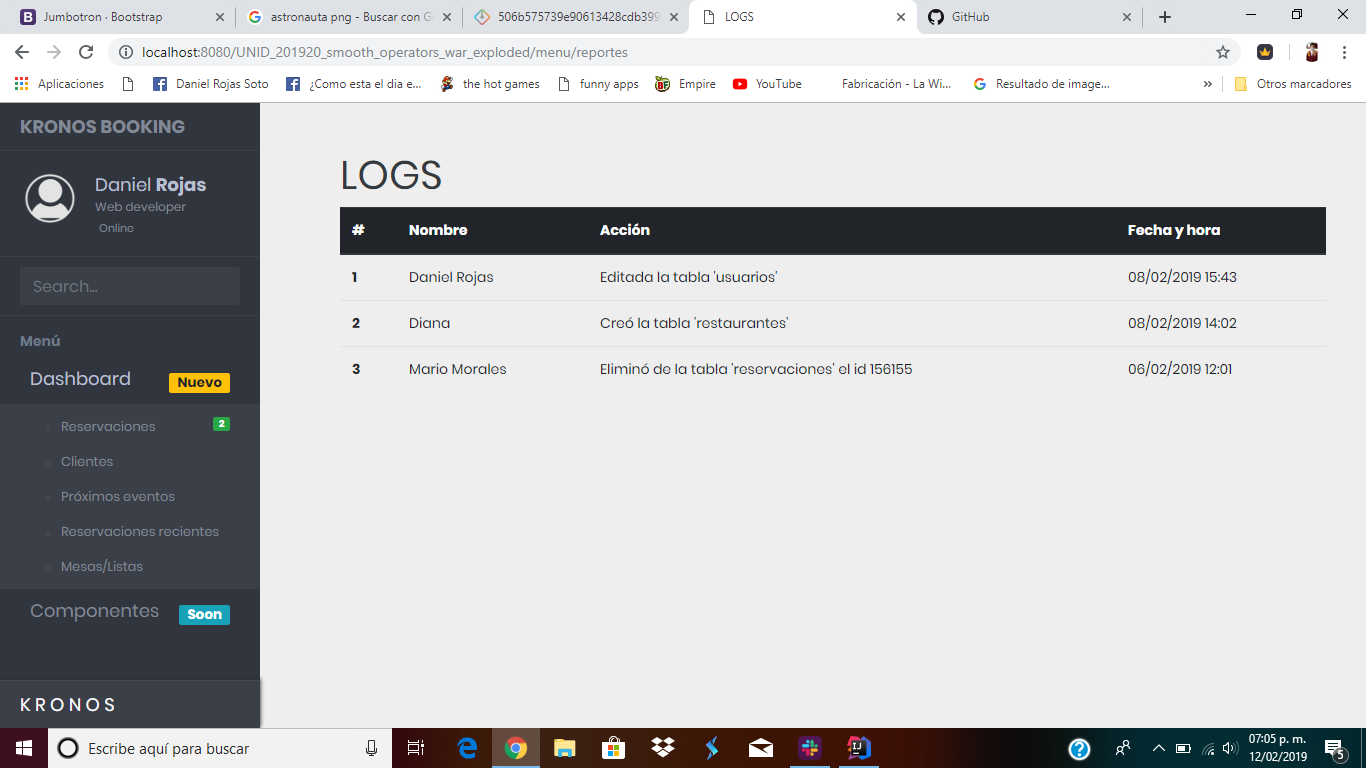 Jumbotron · Bootstrap
astronauta png - Buscar con G
506b575739e90613428cdb399
LOGS
GitHub
localhost:8080/UNID_201920_smooth_operators_war_exploded/menu/reportes
Aplicaciones
Daniel Rojas Soto
¿Como esta el dia e...
the hot games
funny apps
Empire
YouTube
Fabricación - La Wi...
Resultado de image...
»
Otros marcadores
KRONOS BOOKING
Daniel Rojas
Web developer
Online
Search...
Menú
Dashboard Nuevo
Reservaciones 2
Clientes
Próximos eventos
Reservaciones recientes
Mesas/Listas
Componentes Soon
KRONOS
LOGS
# Nombre Acción Fecha y hora
1 Daniel Rojas Editada la tabla 'usuarios' 08/02/2019 15:43
2 Diana Creó la tabla 'restaurantes' 08/02/2019 14:02
3 Mario Morales Eliminó de la tabla 'reservaciones' el id 156155 06/02/2019 12:01
Escribe aquí para buscar
07:05 p. m.
12/02/2019
5